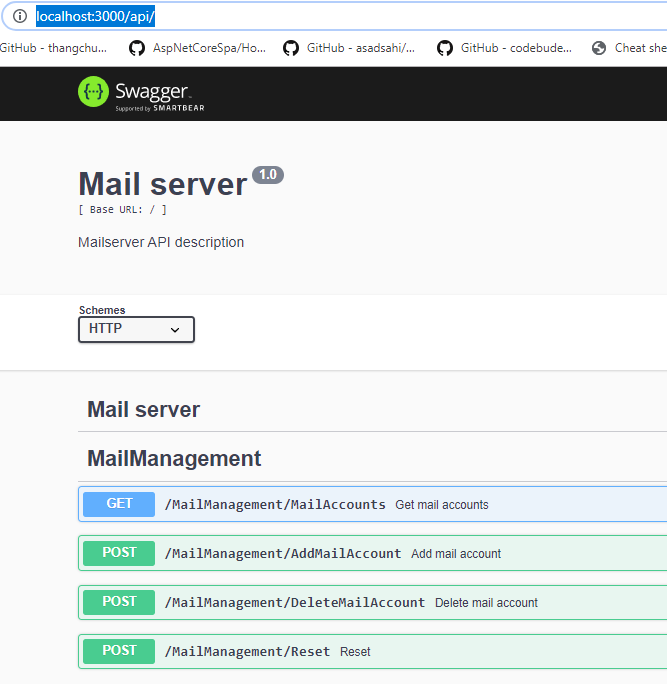 localhost:3000/api/
GitHub - thangchu... AspNetCoreSpa/Ho... GitHub - asadsahi/... GitHub - codebude... Cheat she
{··} Swagger
Supported by SMARTBEAR
Mail server 1.0
[ Base URL: / ]
Mailserver API description
Schemes
HTTP
Mail server
MailManagement
GET /MailManagement/MailAccounts Get mail accounts
POST /MailManagement/AddMailAccount Add mail account
POST /MailManagement/DeleteMailAccount Delete mail account
POST /MailManagement/Reset Reset